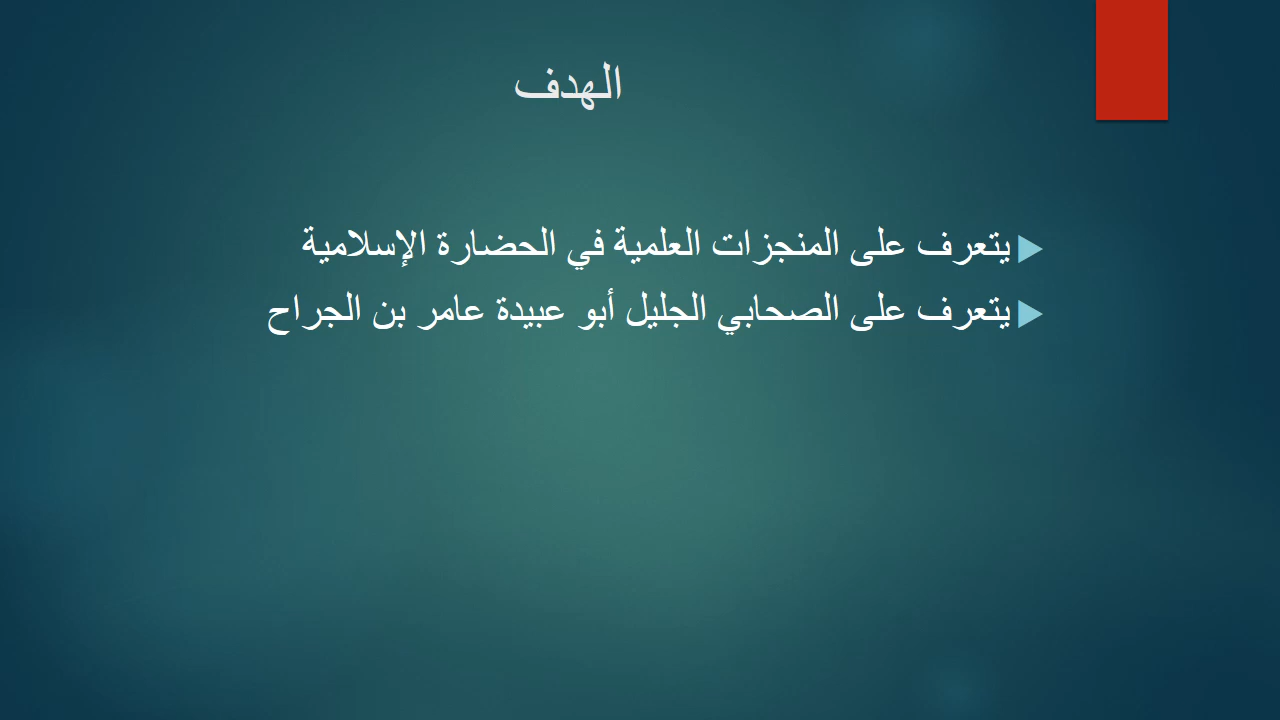 الهدف
يتعرف على المنجزات العلمية في الحضارة الإسلامية
يتعرف على الصحابي الجليل أبو عبيدة عامر بن الجراح